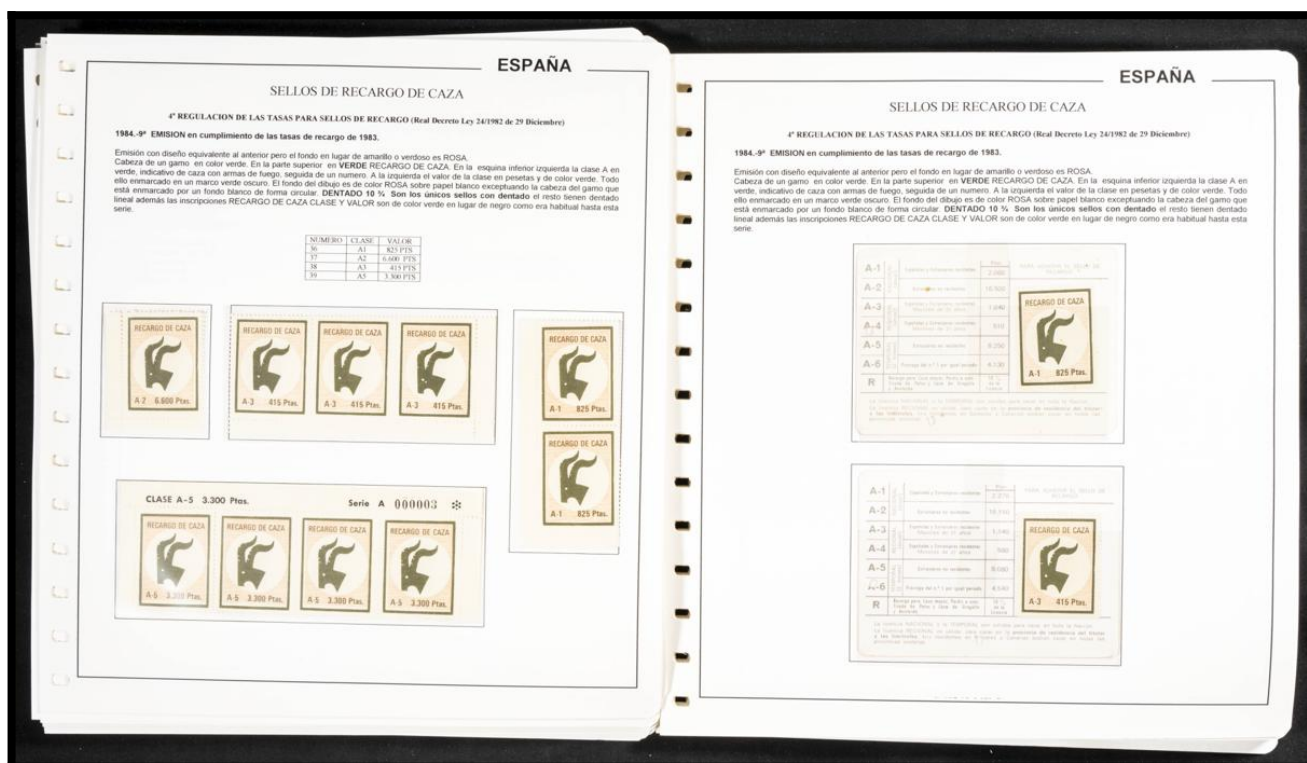 ESPAÑA
SELLOS DE RECARGO DE CAZA
4ª REGULACION DE LAS TASAS PARA SELLOS DE RECARGO (Real Decreto Ley 24/1982 de 29 Diciembre)
1984.-9ª EMISION en cumplimiento de las tasas de recargo de 1983.
Emisión con diseño equivalente al anterior pero el fondo en lugar de amarillo o verdoso es ROSA.
Cabeza de un gamo en color verde. En la parte superior en VERDE RECARGO DE CAZA. En la esquina inferior izquierda la clase A en
verde, indicativo de caza con armas de fuego, seguida de un numero. A la izquierda el valor de la clase en pesetas y de color verde. Todo
ello enmarcado en un marco verde oscuro. El fondo del dibujo es de color ROSA sobre papel blanco exceptuando la cabeza del gamo que
está enmarcado por un fondo blanco de forma circular. DENTADO 10 ¾ Son los únicos sellos con dentado el resto tienen dentado
lineal además las inscripciones RECARGO DE CAZA CLASE Y VALOR son de color verde en lugar de negro como era habitual hasta esta
serie.
NUMERO CLASE VALOR
36 A1 825 PTS
37 A2 6.600 PTS
38 A3 415 PTS
39 A5 3.300 PTS
RECARGO DE CAZA
A-2 6.600 Ptas.
RECARGO DE CAZA RECARGO DE CAZA RECARGO DE CAZA
A-3 415 Ptas. A-3 415 Ptas. A-3 415 Ptas.
RECARGO DE CAZA
A-1 825 Ptas.
RECARGO DE CAZA
A-1 825 Ptas.
CLASE A-5 3.300 Ptas. Serie A 000003 *
RECARGO DE CAZA RECARGO DE CAZA RECARGO DE CAZA RECARGO DE CAZA
A-5 3.300 Ptas. A-5 3.300 Ptas. A-5 3.300 Ptas. A-5 3.300 Ptas.
ESPAÑA
SELLOS DE RECARGO DE CAZA
4ª REGULACION DE LAS TASAS PARA SELLOS DE RECARGO (Real Decreto Ley 24/1982 de 29 Diciembre)
1984.-9ª EMISION en cumplimiento de las tasas de recargo de 1983.
Emisión con diseño equivalente al anterior pero el fondo en lugar de amarillo o verdoso es ROSA.
Cabeza de un gamo en color verde. En la parte superior en VERDE RECARGO DE CAZA. En la esquina inferior izquierda la clase A en
verde, indicativo de caza con armas de fuego, seguida de un numero. A la izquierda el valor de la clase en pesetas y de color verde. Todo
ello enmarcado en un marco verde oscuro. El fondo del dibujo es de color ROSA sobre papel blanco exceptuando la cabeza del gamo que
está enmarcado por un fondo blanco de forma circular. DENTADO 10 ¾ Son los únicos sellos con dentado el resto tienen dentado
lineal además las inscripciones RECARGO DE CAZA CLASE Y VALOR son de color verde en lugar de negro como era habitual hasta esta
serie.
A-1
A-2
A-3
A-4
A-5
A-6
R
RECARGO DE CAZA
A-1 825 Ptas.
A-1
A-2
A-3
A-4
A-5
A-6
R
RECARGO DE CAZA
A-3 415 Ptas.